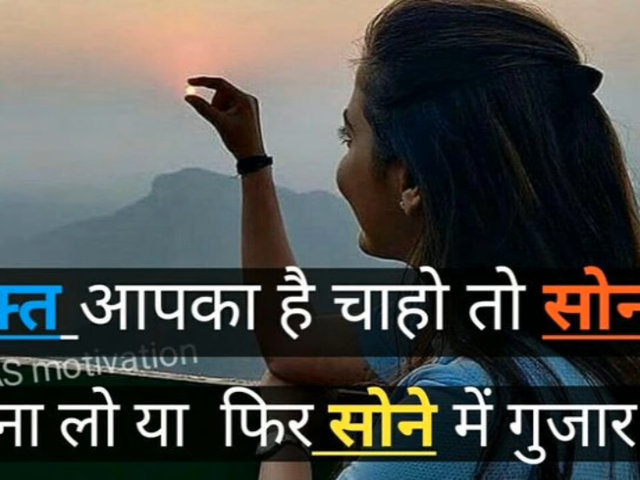 क्त आपका है चाहो तो सोन
S motivation
ना लो या फिर सोने में गुजार